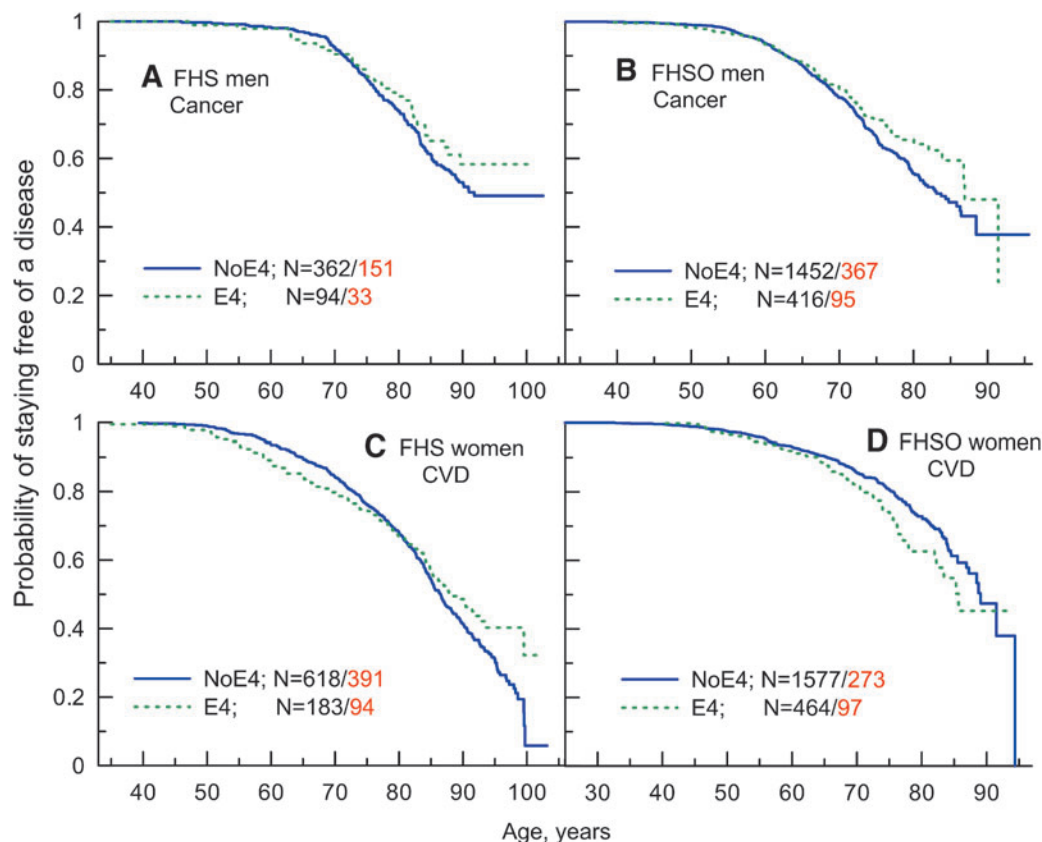 Probability of staying free of a disease
1
0.8
0.6
0.4
0.2
0
A FHS men
Cancer
NoE4; N=362/151
E4; N=94/33
40 50 60 70 80 90 100
B FHSO men
Cancer
NoE4; N=1452/367
E4; N=416/95
40 50 60 70 80 90
1
0.8
0.6
0.4
0.2
0
C FHS women
CVD
NoE4; N=618/391
E4; N=183/94
40 50 60 70 80 90 100
D FHSO women
CVD
NoE4; N=1577/273
E4; N=464/97
30 40 50 60 70 80 90
Age, years